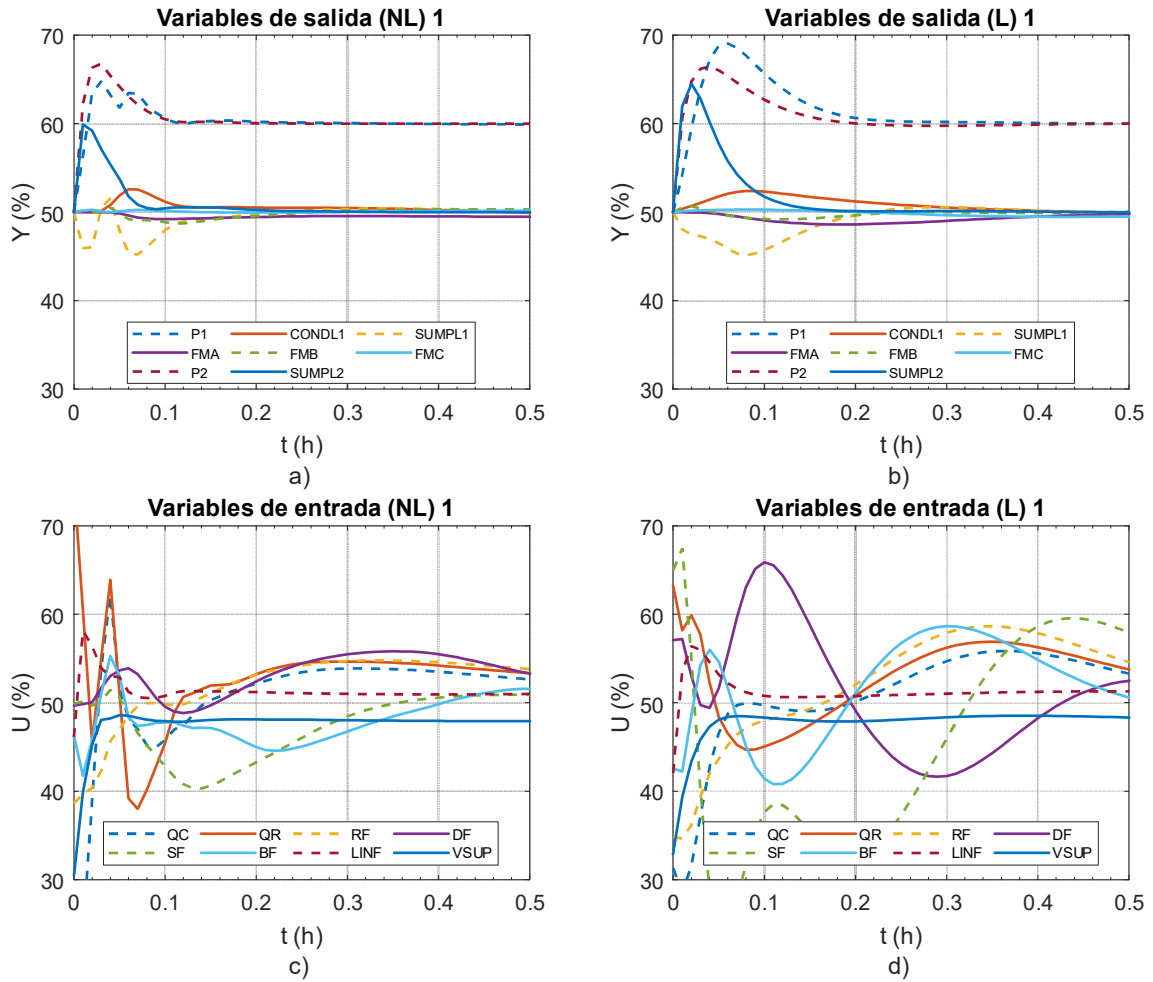 Variables de salida (NL) 1
70
60
50
40
30
Y (%)
P1 CONDL1 SUMPL1
FMA FMB FMC
P2 SUMPL2
0 0.1 0.2 0.3 0.4 0.5
t (h)
a)
Variables de salida (L) 1
70
60
50
40
30
Y (%)
P1 CONDL1 SUMPL1
FMA FMB FMC
P2 SUMPL2
0 0.1 0.2 0.3 0.4 0.5
t (h)
b)
Variables de entrada (NL) 1
70
60
50
40
30
U (%)
QC QR RF DF
SF BF LINF VSUP
0 0.1 0.2 0.3 0.4 0.5
t (h)
c)
Variables de entrada (L) 1
70
60
50
40
30
U (%)
QC QR RF DF
SF BF LINF VSUP
0 0.1 0.2 0.3 0.4 0.5
t (h)
d)